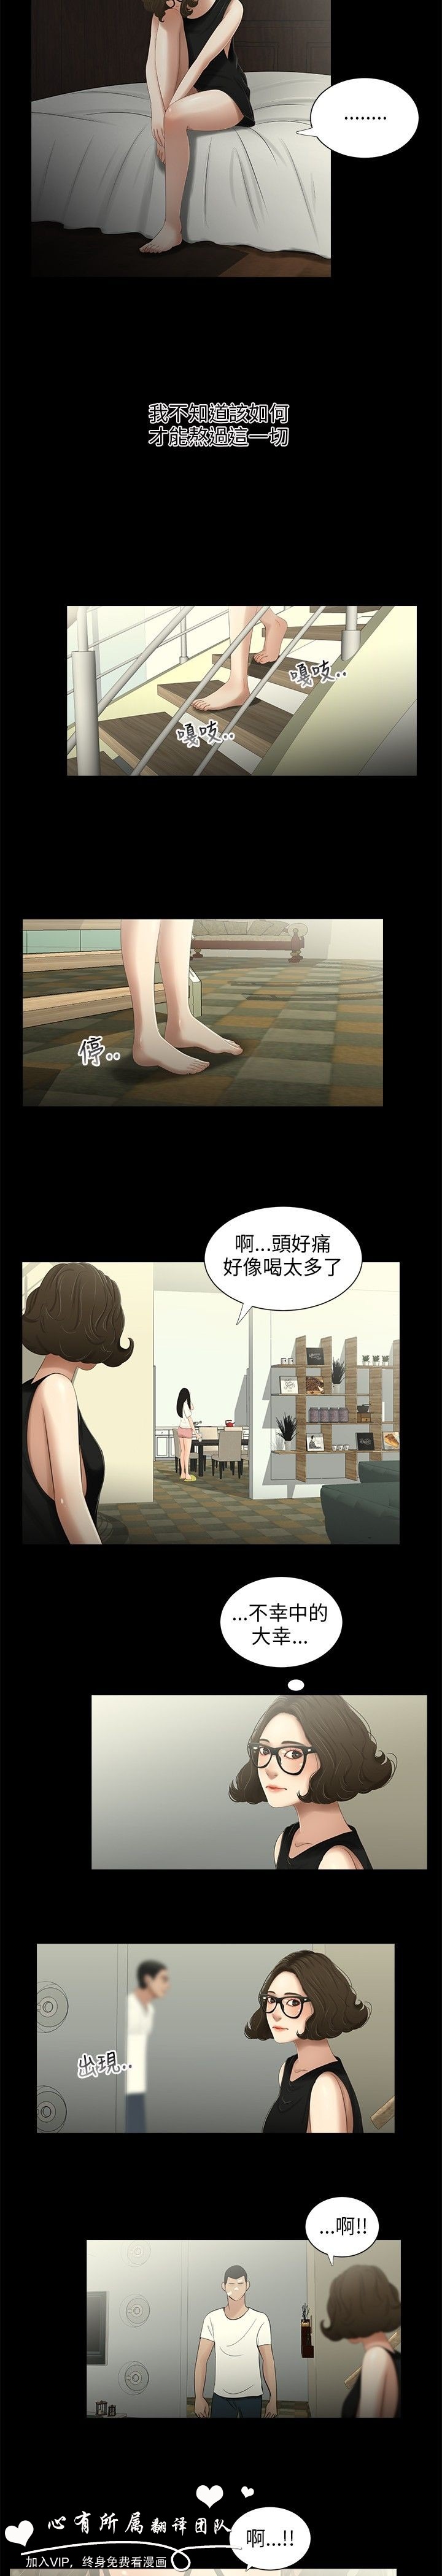 ........
我不知道該如何
才能熬過這一切
嘎吱..
嘎吱..
停..
啊...頭好痛
好像喝太多了
...不幸中的
大幸...
出現..
...啊!!
啊...!!
心有所属翻译团队
加入VIP，终身免费看漫画